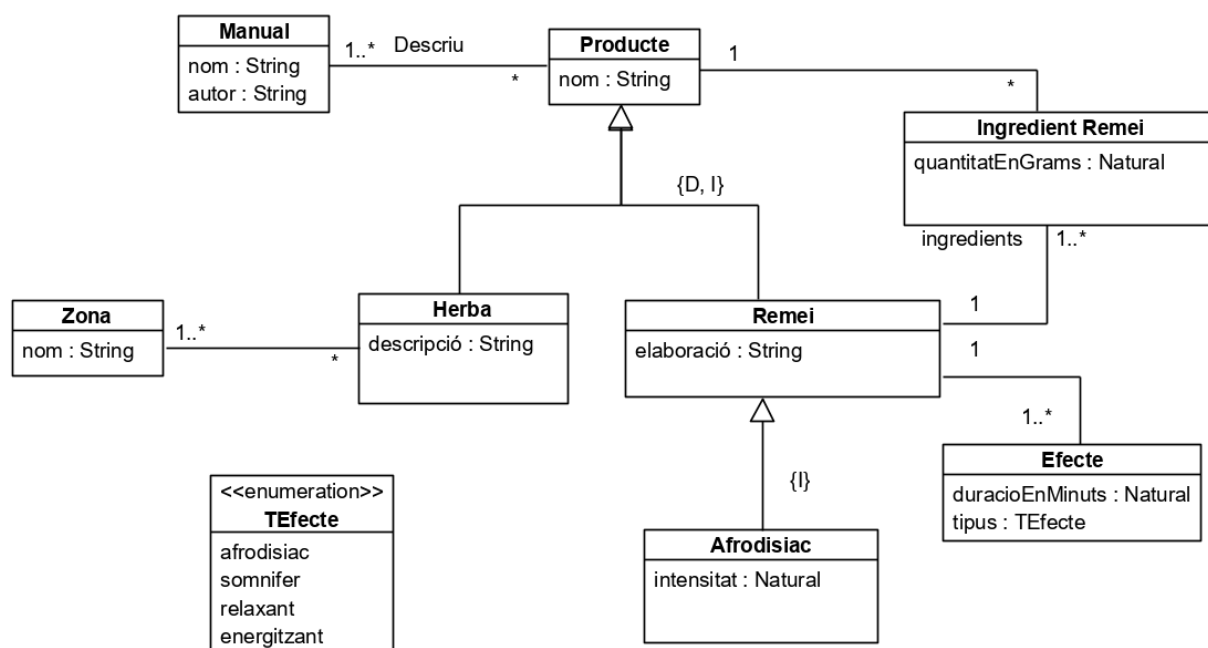 Manual
nom : String
autor : String
1..*
Descriu
*
Producte
nom : String
1
*
Ingredient Remei
quantitatEnGrams : Natural
ingredients
1..*
{D, I}
Zona
nom : String
1..*
*
Herba
descripció : String
Remei
elaboració : String
1
1
1..*
Efecte
duracioEnMinuts : Natural
tipus : TEfecte
{I}
Afrodisiac
intensitat : Natural
<<enumeration>>
TEfecte
afrodisiac
somnifer
relaxant
energitzant